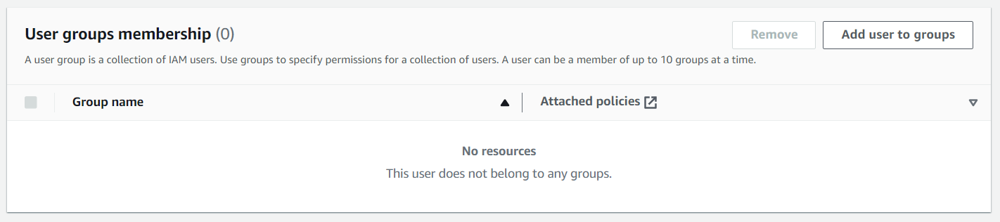 User groups membership (0)
Remove
Add user to groups
A user group is a collection of IAM users. Use groups to specify permissions for a collection of users. A user can be a member of up to 10 groups at a time.
Group name
Attached policies
No resources
This user does not belong to any groups.